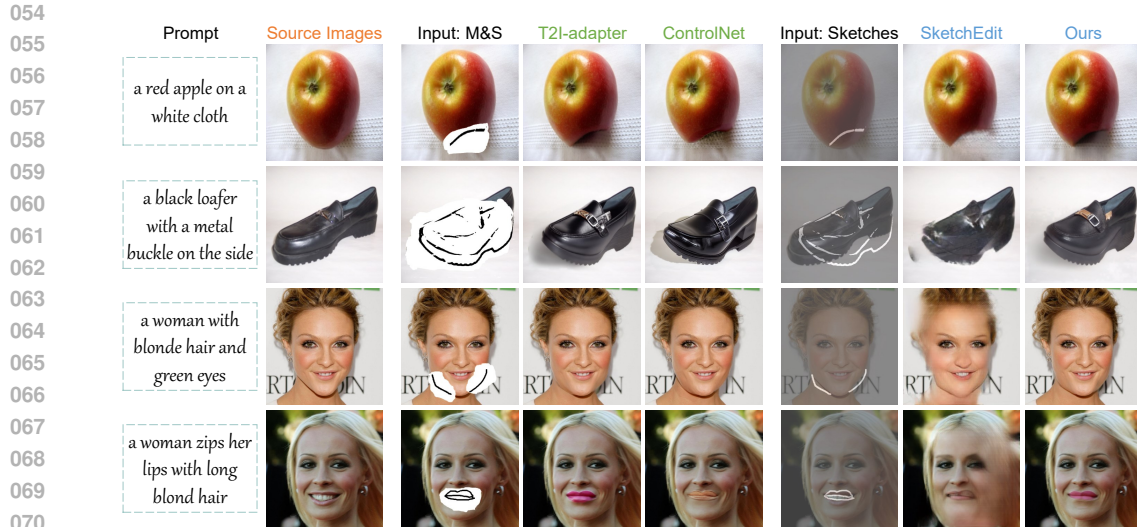 054
055
056
057
058
059
060
061
062
063
064
065
066
067
068
069
070
Prompt
Source Images
Input: M&S
T2I-adapter
ControlNet
Input: Sketches
SketchEdit
Ours
a red apple on a
white cloth
a black loafer
with a metal
buckle on the side
a woman with
blonde hair and
green eyes
a woman zips her
lips with long
blond hair